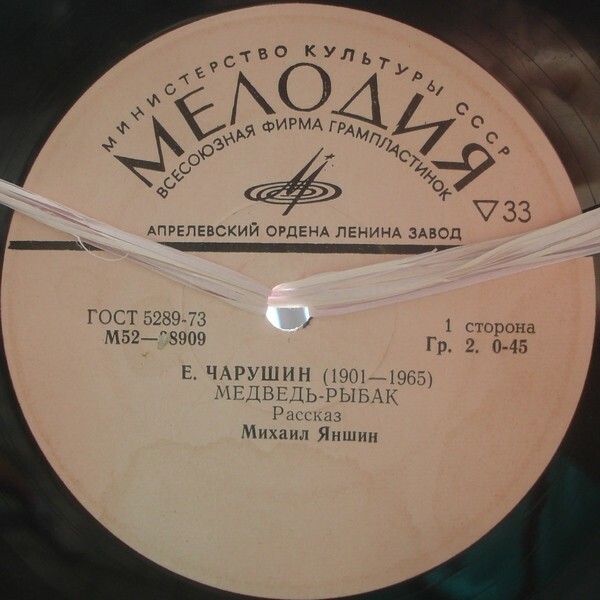 МИНИСТЕРСТВО КУЛЬТУРЫ СССР
МЕЛОДИЯ
ВСЕСОЮЗНАЯ ФИРМА ГРАМПЛАСТИНОК
▽33
АПРЕЛЕВСКИЙ ОРДЕНА ЛЕНИНА ЗАВОД
ГОСТ 5289-73
1 сторона
Гр. 2. 0-45
Е. ЧАРУШИН (1901—1965)
МЕДВЕДЬ-РЫБАК
Рассказ
Михаил Яншин